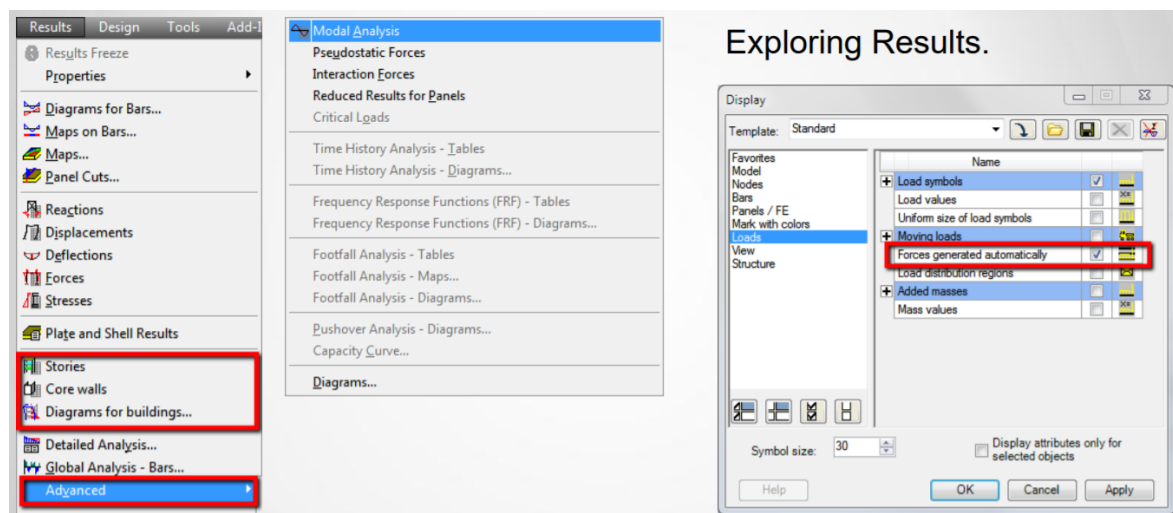 Results Design Tools Add-I
Results Freeze
Properties
Diagrams for Bars...
Maps on Bars...
Maps...
Panel Cuts...
Reactions
Displacements
Deflections
Forces
Stresses
Plate and Shell Results
Stories
Core walls
Diagrams for buildings...
Detailed Analysis...
Global Analysis - Bars...
Advanced
Modal Analysis
Pseudostatic Forces
Interaction Forces
Reduced Results for Panels
Critical Loads
Time History Analysis - Tables
Time History Analysis - Diagrams...
Frequency Response Functions (FRF) - Tables
Frequency Response Functions (FRF) - Diagrams...
Footfall Analysis - Tables
Footfall Analysis - Maps...
Footfall Analysis - Diagrams...
Pushover Analysis - Diagrams...
Capacity Curve...
Diagrams...
Exploring Results.
Display
Template: Standard
Favorites
Model
Nodes
Bars
Panels / FE
Mark with colors
Loads
View
Structure
Name
Load symbols
Load values
Uniform size of load symbols
Moving loads
Forces generated automatically
Load distribution regions
Added masses
Mass values
Symbol size: 30
Display attributes only for
selected objects
Help OK Cancel Apply